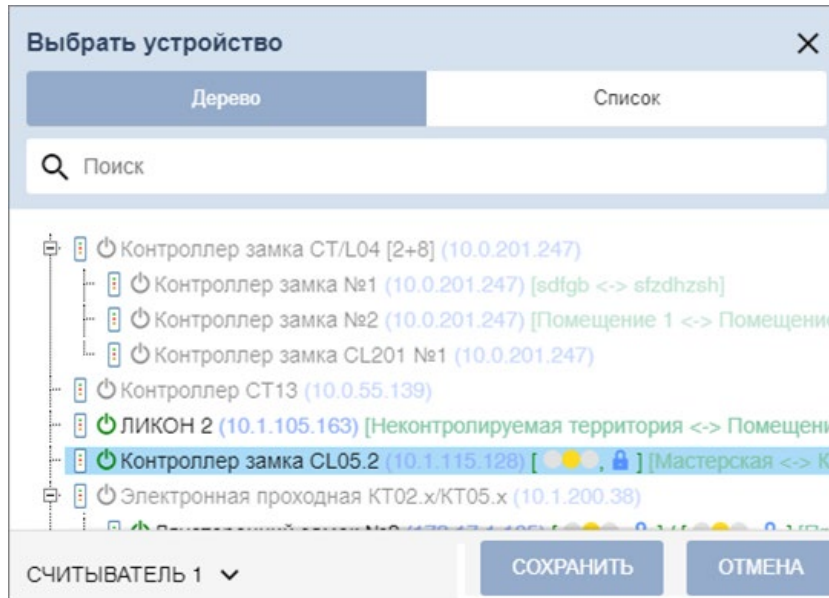 Выбрать устройство
Дерево
Список
Поиск
Контроллер замка CT/L04 [2+8] (10.0.201.247)
Контроллер замка №1 (10.0.201.247) [sdfgb <-> sfzdhzsh]
Контроллер замка №2 (10.0.201.247) [Помещение 1 <-> Помещение
Контроллер замка CL201 №1 (10.0.201.247)
Контроллер CT13 (10.0.55.139)
ЛИКОН 2 (10.1.105.163) [Неконтролируемая территория <-> Помещени
Контроллер замка CL05.2 (10.1.115.128) [ , ] [Мастерская <-> К
Электронная проходная КТ02.х/КТ05.х (10.1.200.38)
СЧИТЫВАТЕЛЬ 1
СОХРАНИТЬ
ОТМЕНА